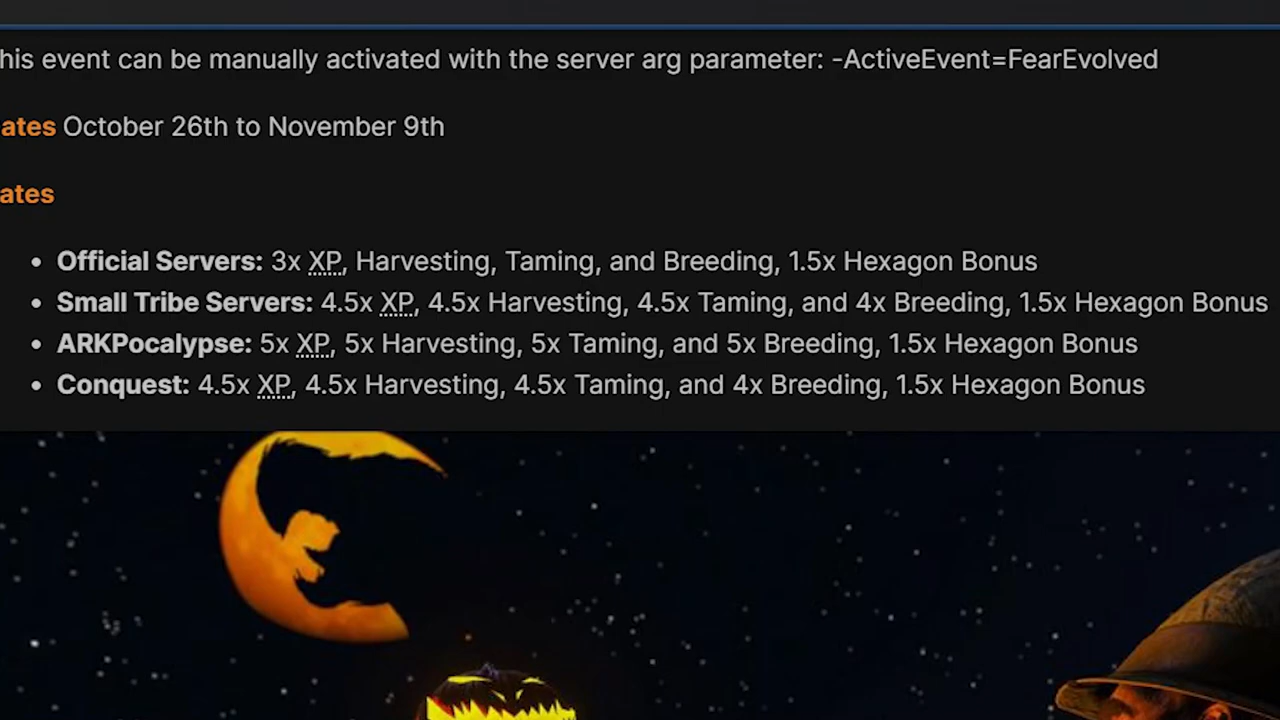 his event can be manually activated with the server arg parameter: -ActiveEvent=FearEvolved
ates October 26th to November 9th
ates
• Official Servers: 3x XP, Harvesting, Taming, and Breeding, 1.5x Hexagon Bonus
• Small Tribe Servers: 4.5x XP, 4.5x Harvesting, 4.5x Taming, and 4x Breeding, 1.5x Hexagon Bonus
• ARKPocalypse: 5x XP, 5x Harvesting, 5x Taming, and 5x Breeding, 1.5x Hexagon Bonus
• Conquest: 4.5x XP, 4.5x Harvesting, 4.5x Taming, and 4x Breeding, 1.5x Hexagon Bonus